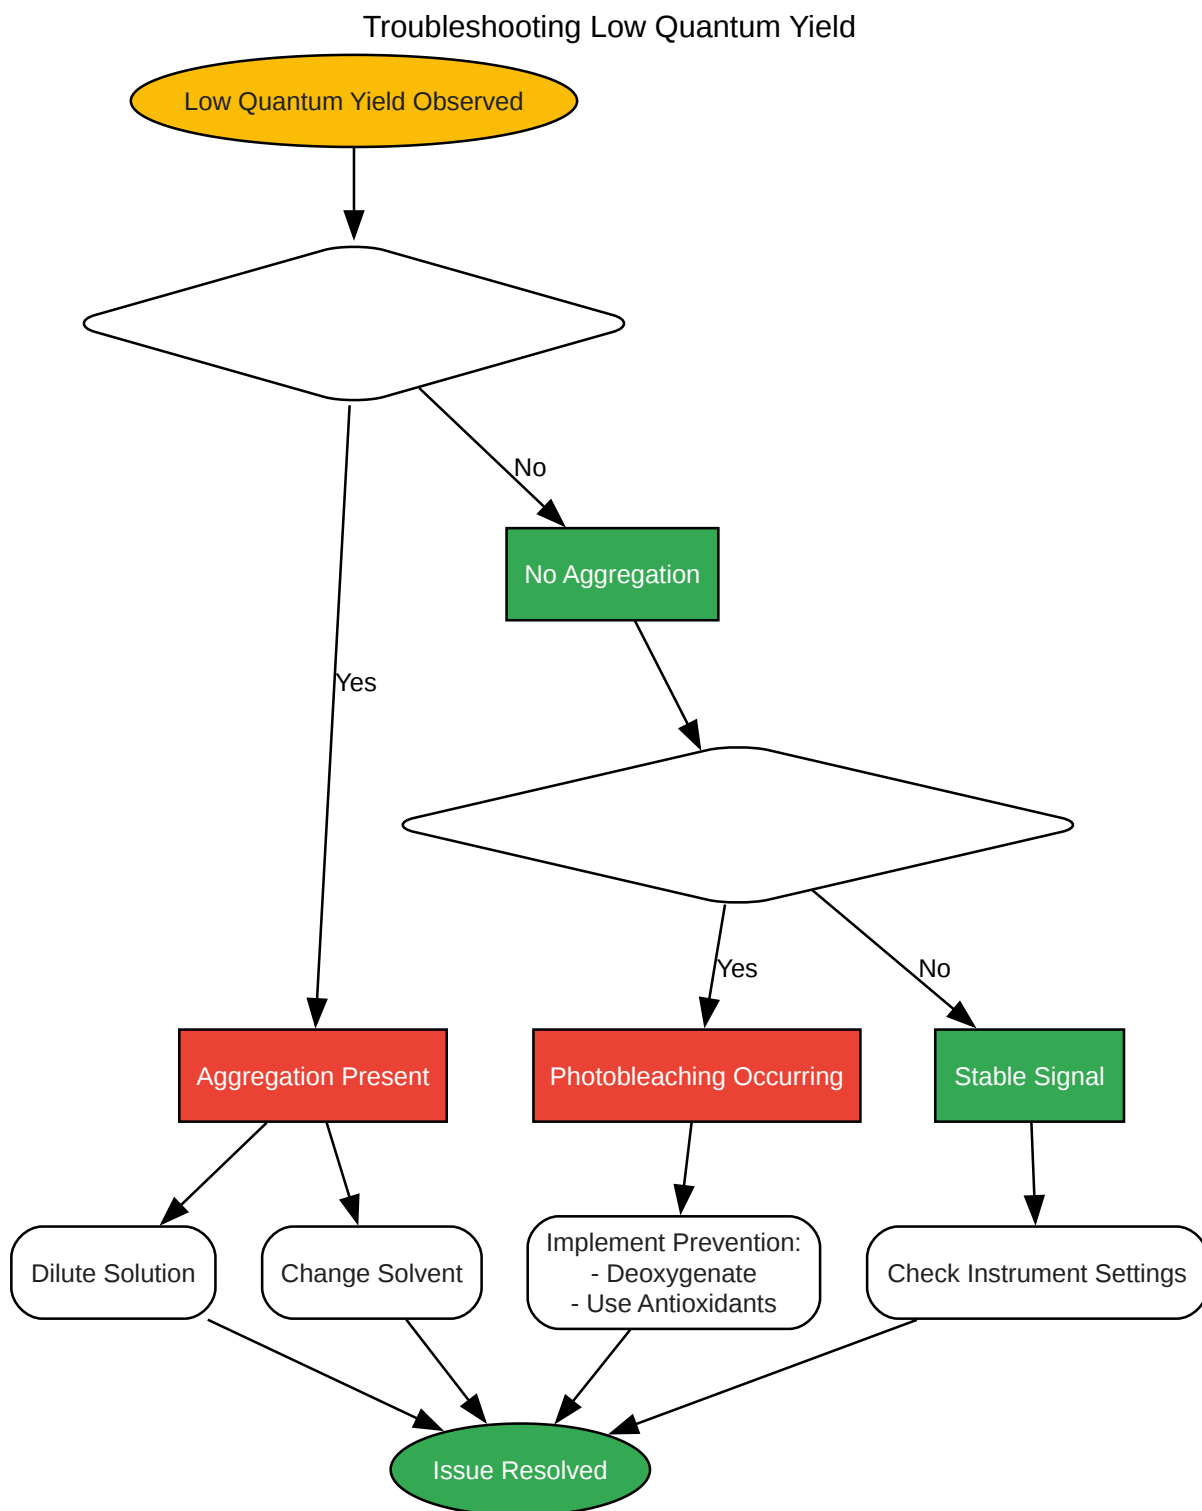 Troubleshooting Low Quantum Yield
Low Quantum Yield Observed
No
No Aggregation
Yes
Yes
No
Aggregation Present
Photobleaching Occurring
Stable Signal
Dilute Solution
Change Solvent
Implement Prevention:
- Deoxygenate
- Use Antioxidants
Check Instrument Settings
Issue Resolved